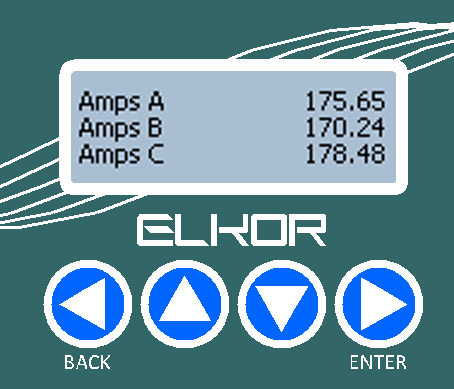 Amps A 175.65
Amps B 170.24
Amps C 178.48
ELKOR
BACK ENTER